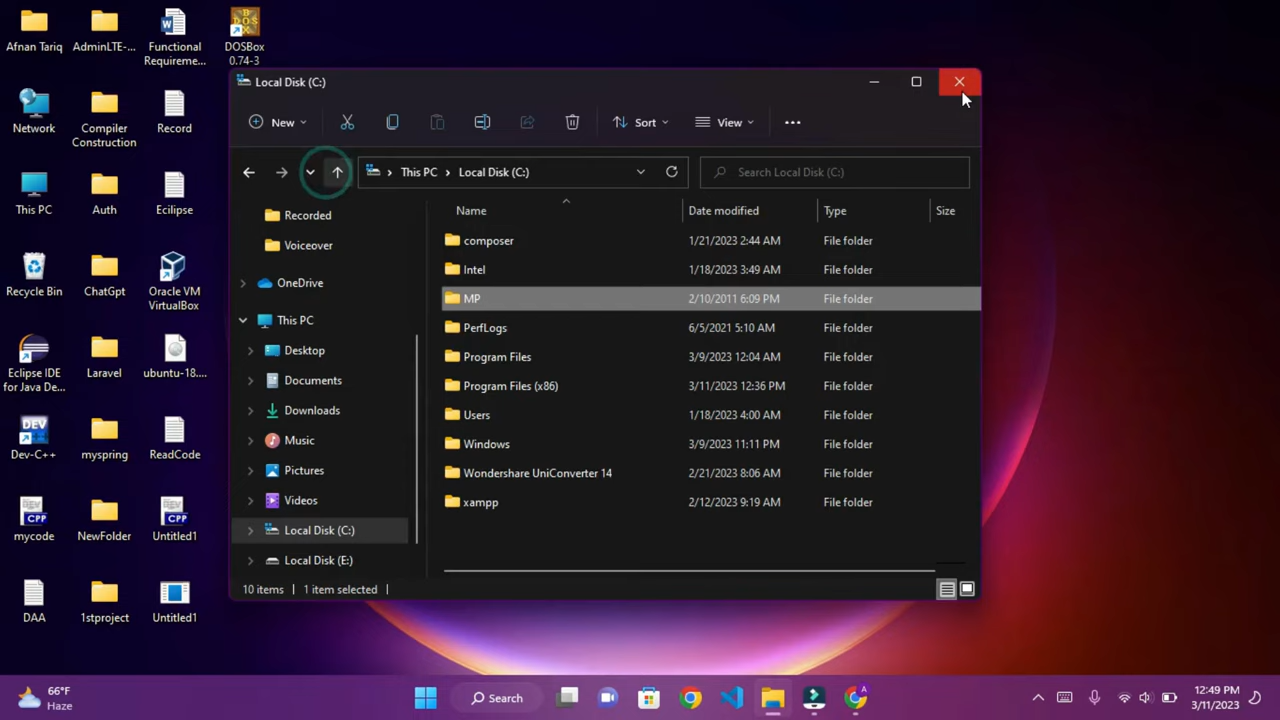 Afnan Tariq
AdminLTE-...
Functional
Requireme...
DOSBox
0.74-3
Network
Compiler
Construction
Record
This PC
Auth
Ecilipse
Recycle Bin
ChatGpt
Oracle VM
VirtualBox
Eclipse IDE
for Java De...
Laravel
ubuntu-18....
DEV
Dev-C++
myspring
ReadCode
CPP
mycode
NewFolder
CPP
Untitled1
DAA
1stproject
Untitled1
Local Disk (C:)
New
Sort
View
This PC
Local Disk (C:)
Search Local Disk (C:)
Recorded
Voiceover
OneDrive
This PC
Desktop
Documents
Downloads
Music
Pictures
Videos
Local Disk (C:)
Local Disk (E:)
Name Date modified Type Size
composer 1/21/2023 2:44 AM File folder
Intel 1/18/2023 3:49 AM File folder
MP 2/10/2011 6:09 PM File folder
PerfLogs 6/5/2021 5:10 AM File folder
Program Files 3/9/2023 12:04 AM File folder
Program Files (x86) 3/11/2023 12:36 PM File folder
Users 1/18/2023 4:00 AM File folder
Windows 3/9/2023 11:11 PM File folder
Wondershare UniConverter 14 2/21/2023 8:06 AM File folder
xampp 2/12/2023 9:19 AM File folder
10 items 1 item selected
66°F
Haze
Search
12:49 PM
3/11/2023